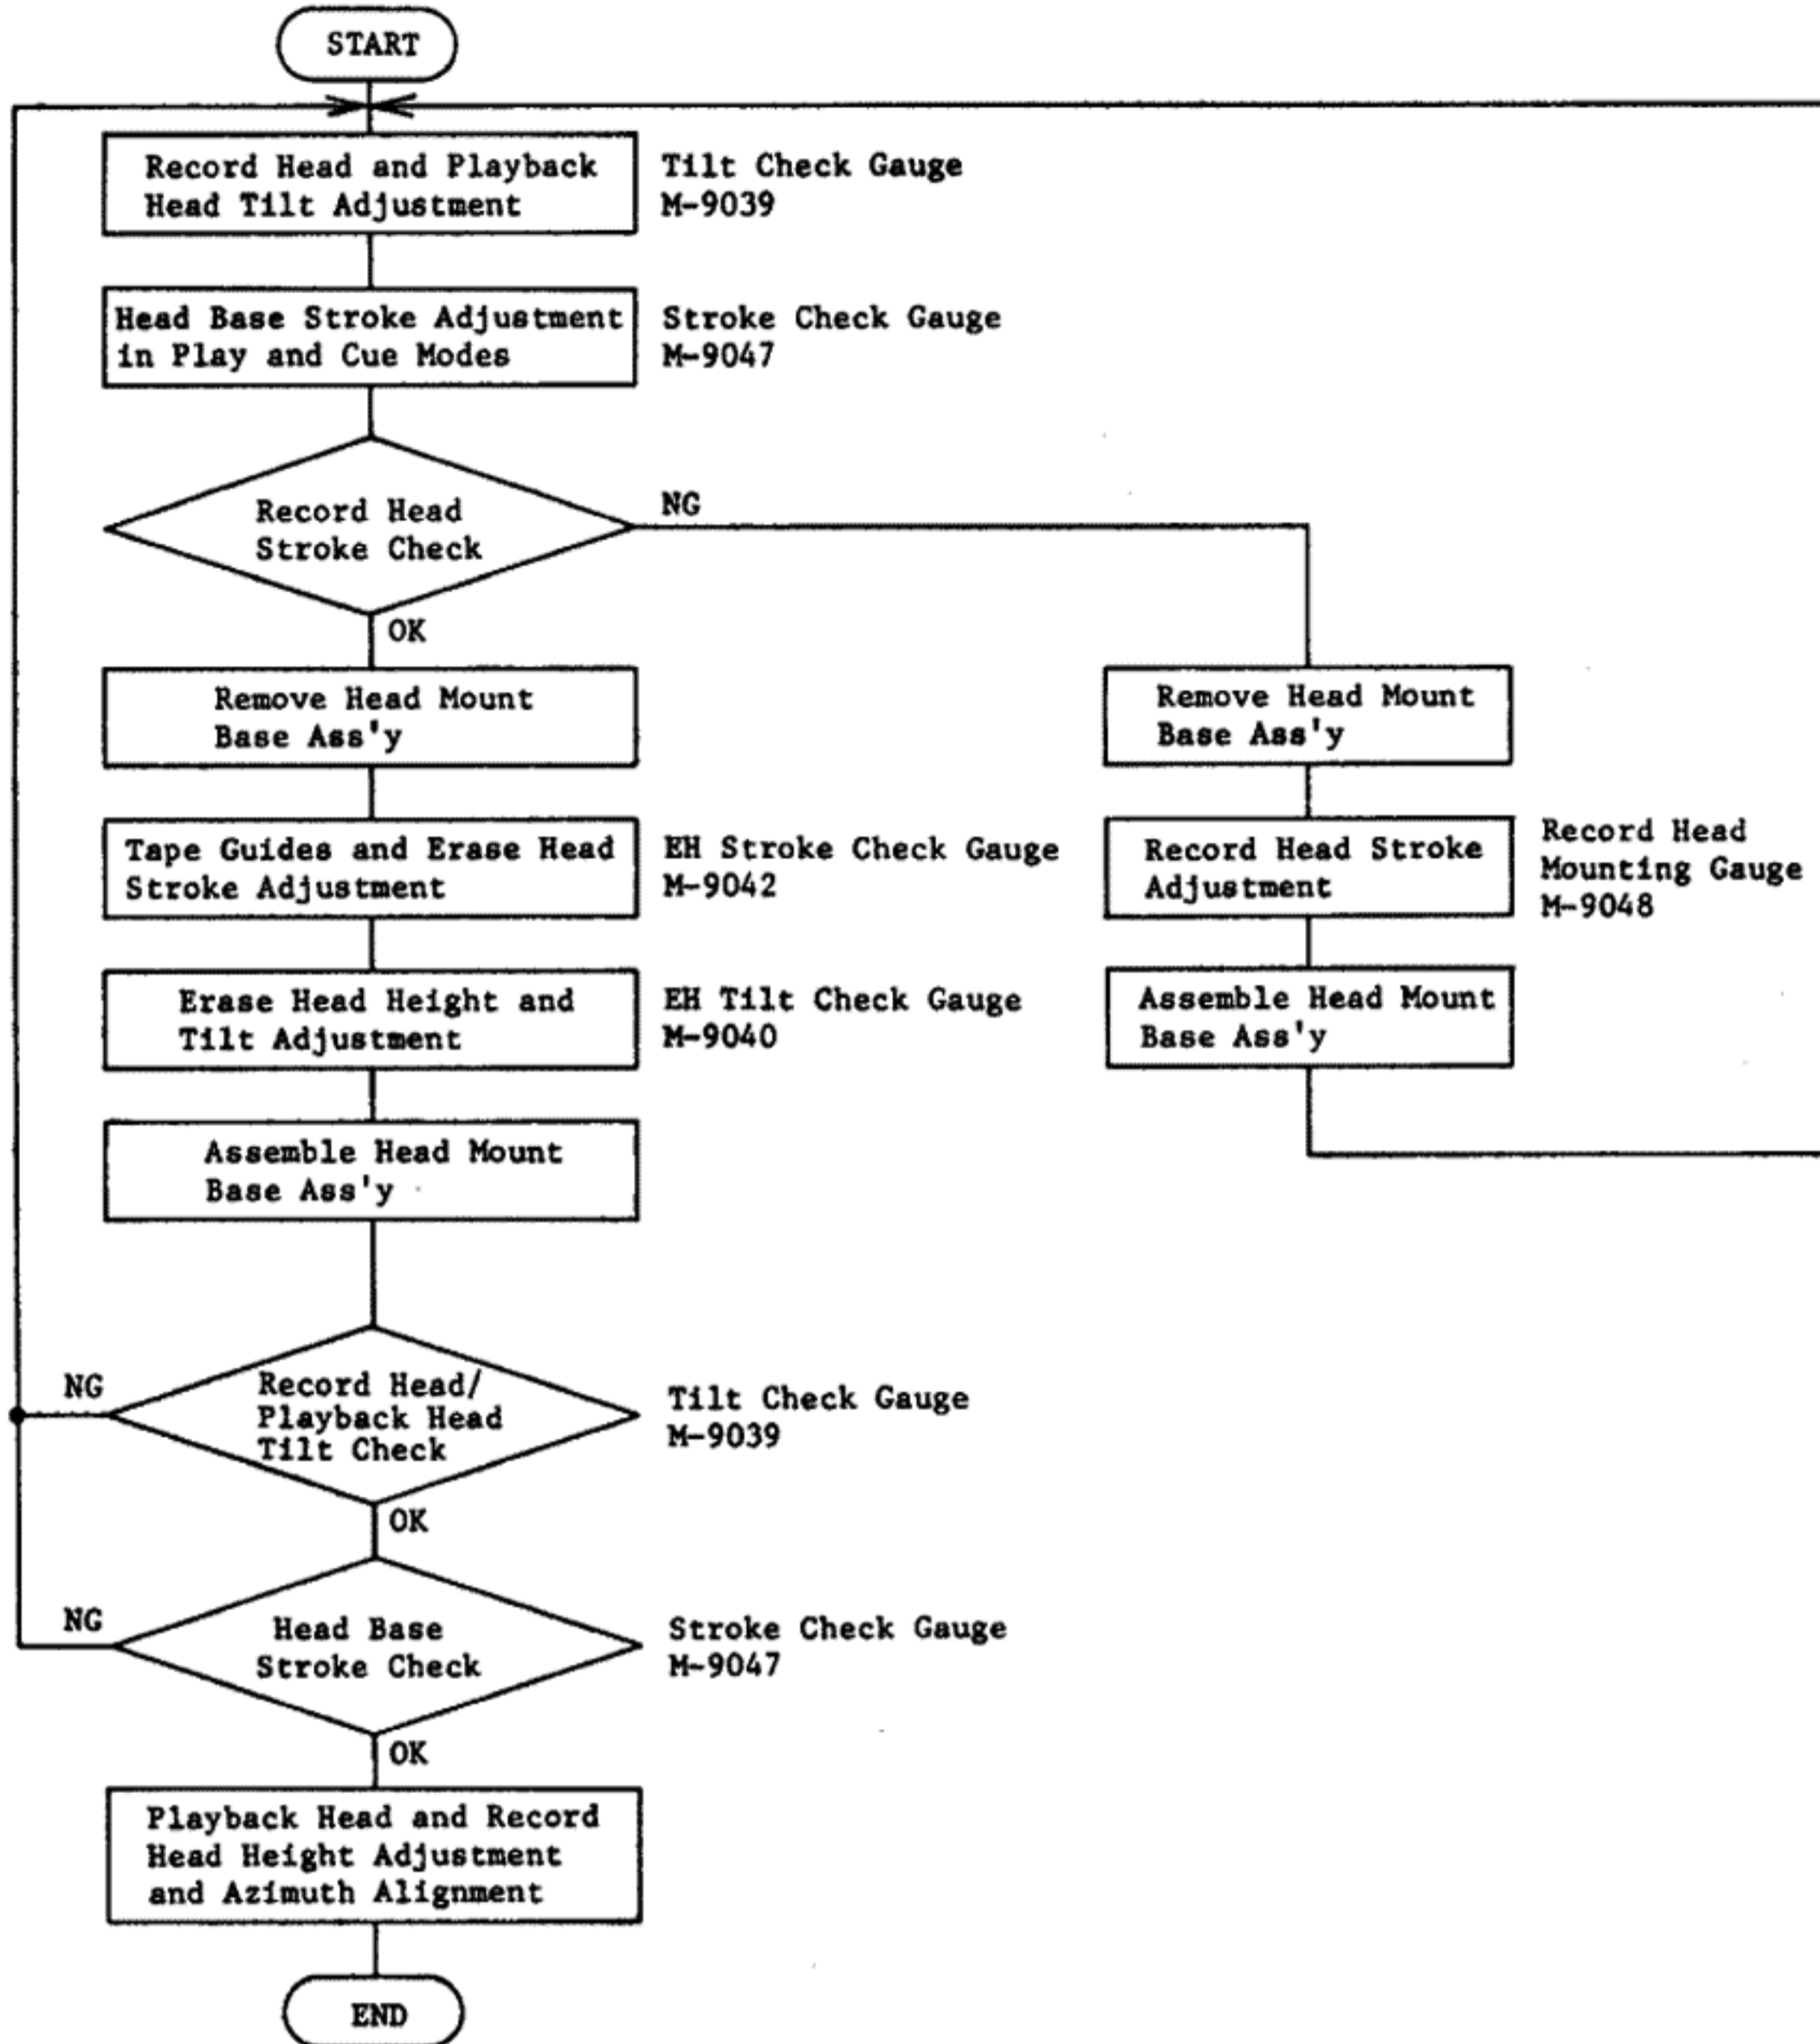 START
Record Head and Playback
Head Tilt Adjustment
Tilt Check Gauge
M-9039
Head Base Stroke Adjustment
in Play and Cue Modes
Stroke Check Gauge
M-9047
Record Head
Stroke Check
NG
OK
Remove Head Mount
Base Ass'y
Tape Guides and Erase Head
Stroke Adjustment
EH Stroke Check Gauge
M-9042
Erase Head Height and
Tilt Adjustment
EH Tilt Check Gauge
M-9040
Assemble Head Mount
Base Ass'y
Remove Head Mount
Base Ass'y
Record Head Stroke
Adjustment
Record Head
Mounting Gauge
M-9048
Assemble Head Mount
Base Ass'y
NG
Record Head/
Playback Head
Tilt Check
Tilt Check Gauge
M-9039
OK
NG
Head Base
Stroke Check
Stroke Check Gauge
M-9047
OK
Playback Head and Record
Head Height Adjustment
and Azimuth Alignment
END